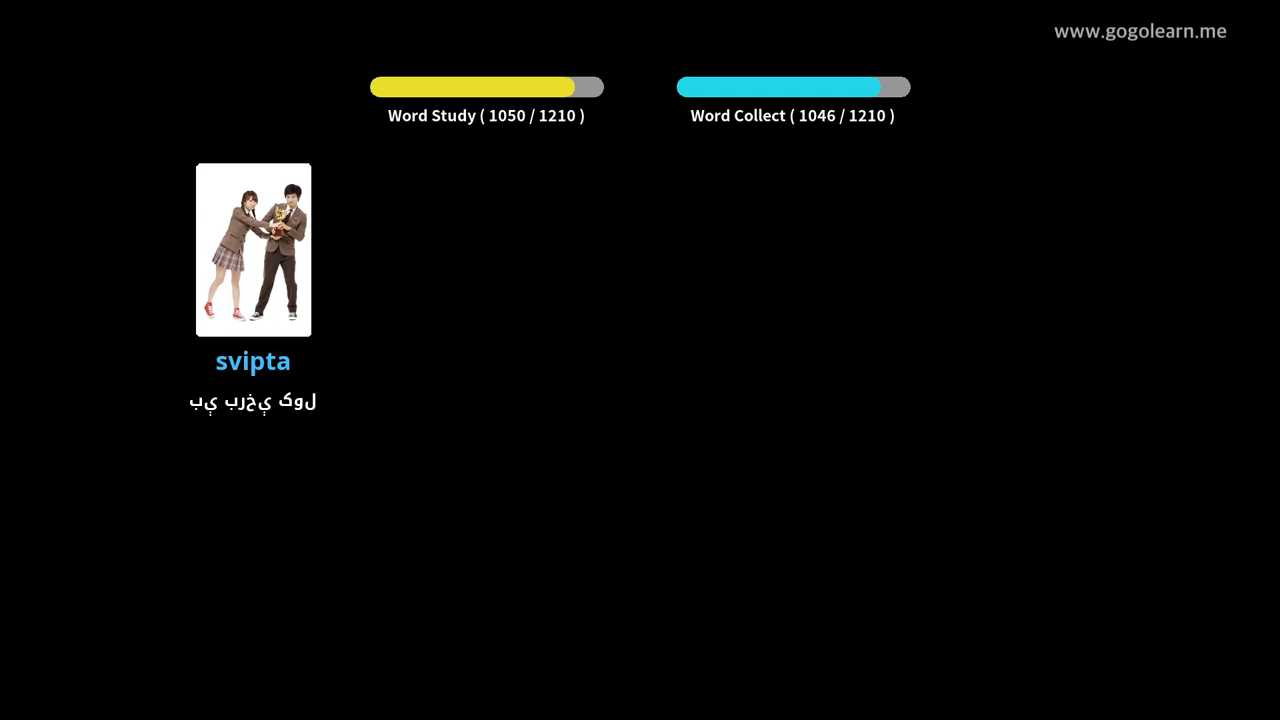 www.gogolearn.me
Word Study ( 1050 / 1210 )
Word Collect ( 1046 / 1210 )
svipta
بې برخې کول